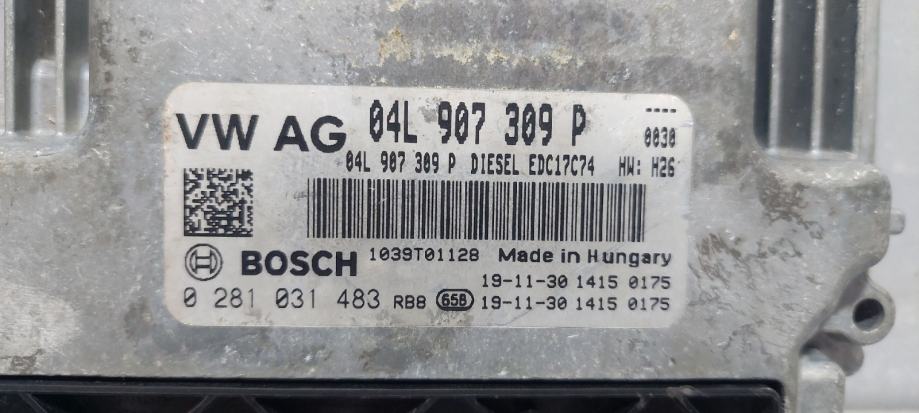 VW AG 04L 907 309 P ----
0030
04L 907 309 P DIESEL EDC17C74 HW: H26
BOSCH 1039T01128 Made in Hungary
19-11-30 1415 0175
0 281 031 483 RB8 65B 19-11-30 1415 0175